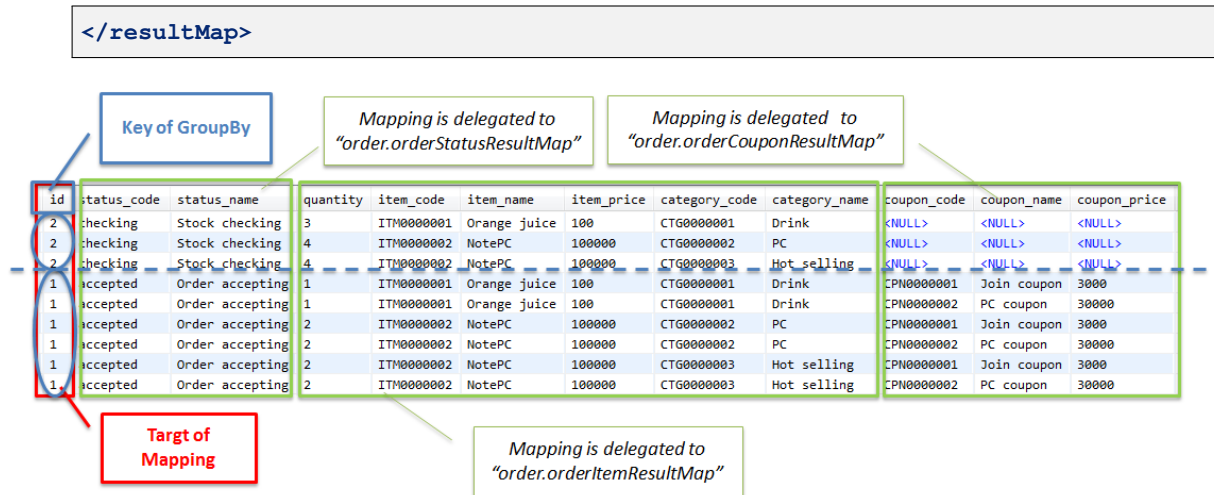 </resultMap>
Key of GroupBy
Mapping is delegated to
“order.orderStatusResultMap”
Mapping is delegated to
“order.orderCouponResultMap”
id status_code status_name quantity item_code item_name item_price category_code category_name coupon_code coupon_name coupon_price
2 checking Stock checking 3 ITM0000001 Orange juice 100 CTG0000001 Drink <NULL> <NULL> <NULL>
2 checking Stock checking 4 ITM0000002 NotePC 100000 CTG0000002 PC <NULL> <NULL> <NULL>
2 checking Stock checking 4 ITM0000002 NotePC 100000 CTG0000003 Hot selling <NULL> <NULL> <NULL>
1 accepted Order accepting 1 ITM0000001 Orange juice 100 CTG0000001 Drink CPN0000001 Join coupon 3000
1 accepted Order accepting 1 ITM0000001 Orange juice 100 CTG0000001 Drink CPN0000002 PC coupon 30000
1 accepted Order accepting 2 ITM0000002 NotePC 100000 CTG0000002 PC CPN0000001 Join coupon 3000
1 accepted Order accepting 2 ITM0000002 NotePC 100000 CTG0000002 PC CPN0000002 PC coupon 30000
1 accepted Order accepting 2 ITM0000002 NotePC 100000 CTG0000003 Hot selling CPN0000001 Join coupon 3000
1 accepted Order accepting 2 ITM0000002 NotePC 100000 CTG0000003 Hot selling CPN0000002 PC coupon 30000
Targt of
Mapping
Mapping is delegated to
“order.orderItemResultMap”